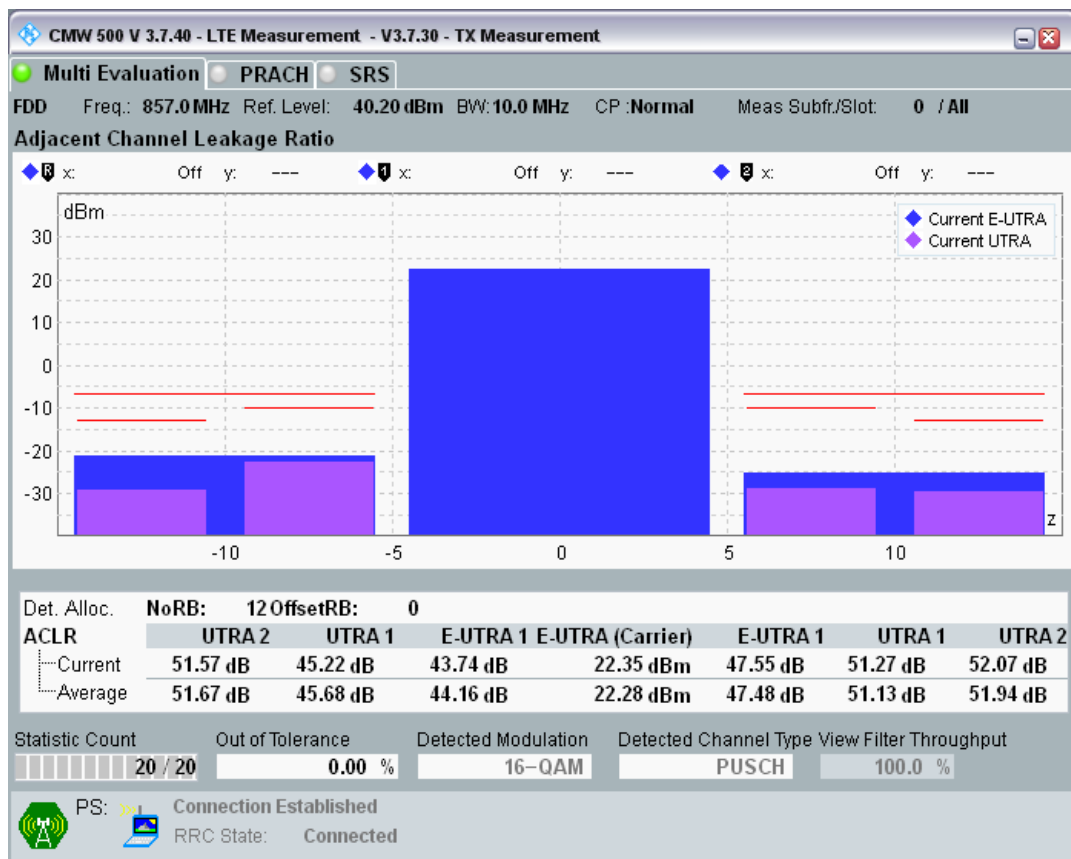 CMW 500 V 3.7.40 - LTE Measurement - V3.7.30 - TX Measurement
Multi Evaluation PRACH SRS
FDD Freq.: 857.0 MHz Ref. Level: 40.20 dBm BW: 10.0 MHz CP :Normal Meas Subfr./Slot: 0 / All
Adjacent Channel Leakage Ratio
R x: Off y: --- 1 x: Off y: --- 2 x: Off y: ---
dBm
Current E-UTRA
Current UTRA
30
20
10
0
-10
-20
-30
z
-10 -5 0 5 10
Det. Alloc. NoRB: 12 OffsetRB: 0
ACLR UTRA 2 UTRA 1 E-UTRA 1 E-UTRA (Carrier) E-UTRA 1 UTRA 1 UTRA 2
Current 51.57 dB 45.22 dB 43.74 dB 22.35 dBm 47.55 dB 51.27 dB 52.07 dB
Average 51.67 dB 45.68 dB 44.16 dB 22.28 dBm 47.48 dB 51.13 dB 51.94 dB
Statistic Count Out of Tolerance Detected Modulation Detected Channel Type View Filter Throughput
20 / 20 0.00 % 16-QAM PUSCH 100.0 %
PS: Connection Established
RRC State: Connected